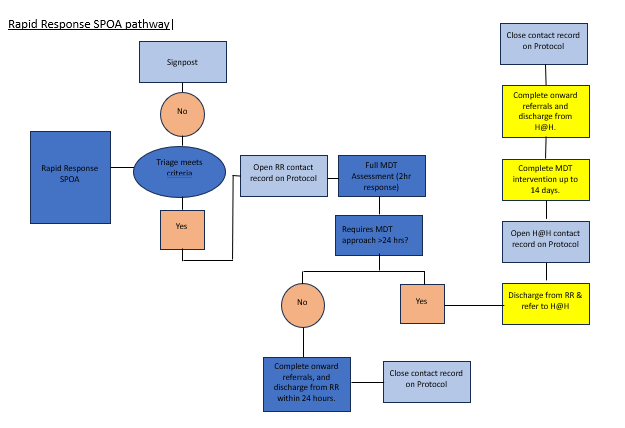 Rapid Response SPOA pathway
Signpost
No
Rapid Response
SPOA
Triage meets
criteria
Yes
Open RR contact
record on Protocol
Full MDT
Assessment (2hr
response)
Requires MDT
approach >24 hrs?
No
Yes
Complete onward
referrals, and
discharge from RR
within 24 hours.
Close contact record
on Protocol
Discharge from RR &
refer to H@H
Open H@H contact
record on Protocol
Complete MDT
intervention up to
14 days.
Complete onward
referrals and
discharge from
H@H.
Close contact record
on Protocol